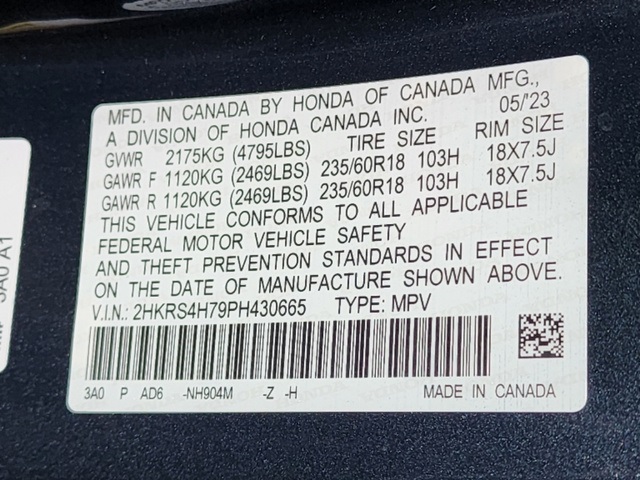 MFD. IN CANADA BY HONDA OF CANADA MFG.,
A DIVISION OF HONDA CANADA INC. 05/'23
GVWR 2175KG (4795LBS) TIRE SIZE RIM SIZE
GAWR F 1120KG (2469LBS) 235/60R18 103H 18X7.5J
GAWR R 1120KG (2469LBS) 235/60R18 103H 18X7.5J
THIS VEHICLE CONFORMS TO ALL APPLICABLE
FEDERAL MOTOR VEHICLE SAFETY
AND THEFT PREVENTION STANDARDS IN EFFECT
ON THE DATE OF MANUFACTURE SHOWN ABOVE.
V.I.N.: 2HKRS4H79PH430665 TYPE: MPV
3A0 P AD6 -NH904M -Z -H MADE IN CANADA
3A0 A1